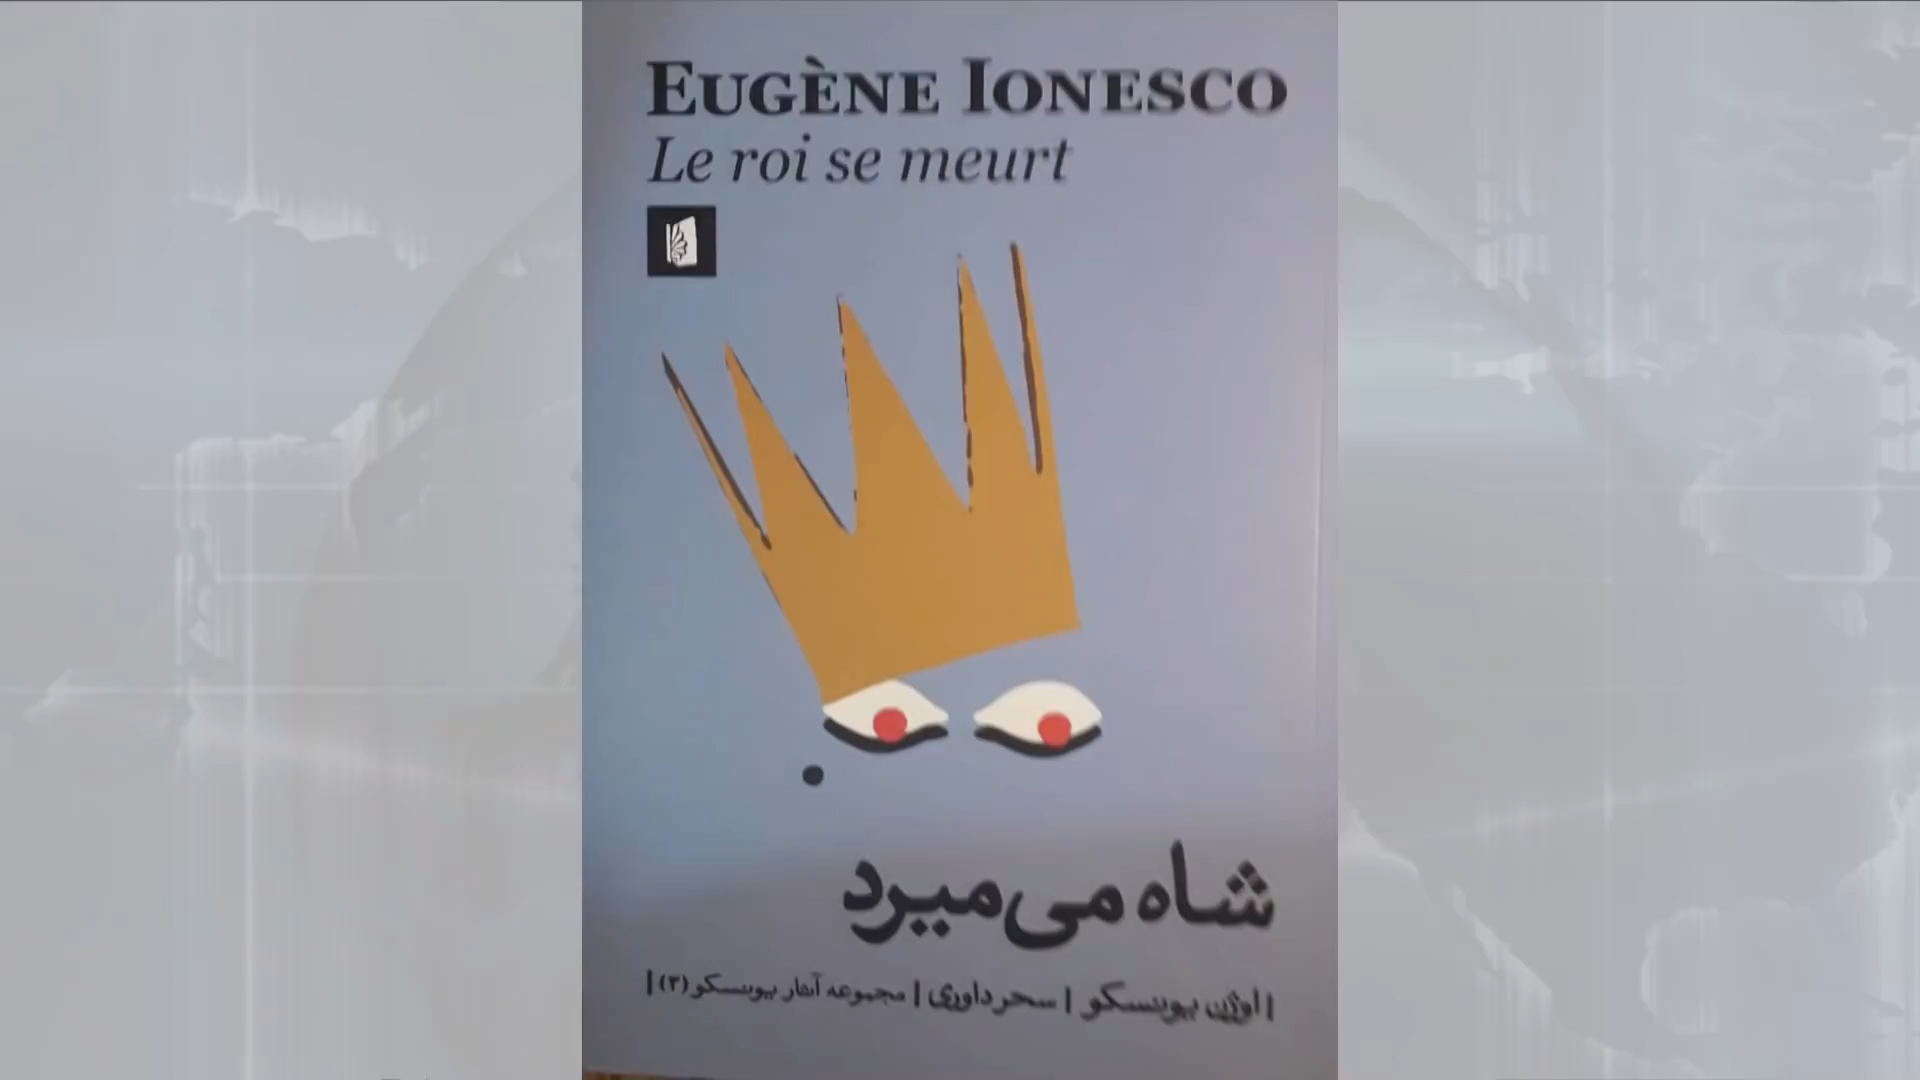 EUGÈNE IONESCO
Le roi se meurt
شاه می‌میرد
| اوژن یونسکو | سحر داوری | مجموعه آثار یونسکو (۳) |